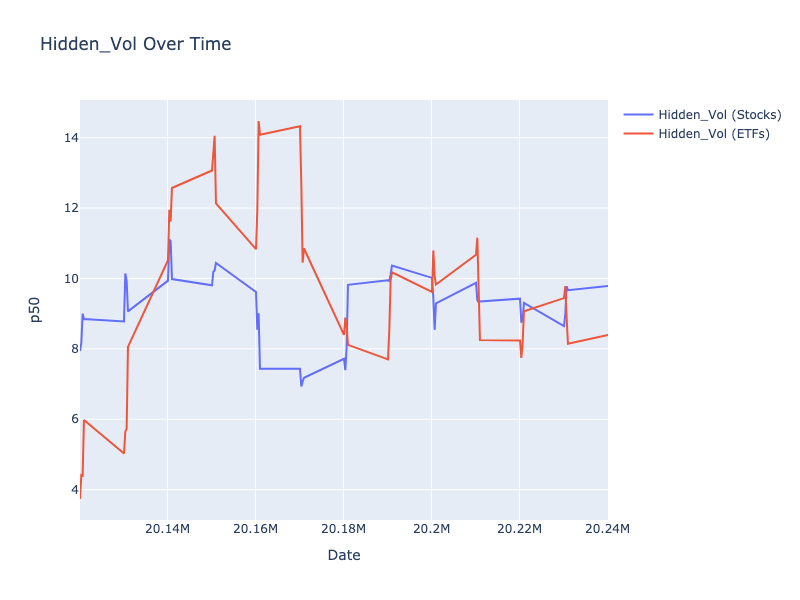 Hidden_Vol Over Time
Hidden_Vol (Stocks)
Hidden_Vol (ETFs)
p50
14
12
10
8
6
4
20.14M
20.16M
20.18M
20.2M
20.22M
20.24M
Date